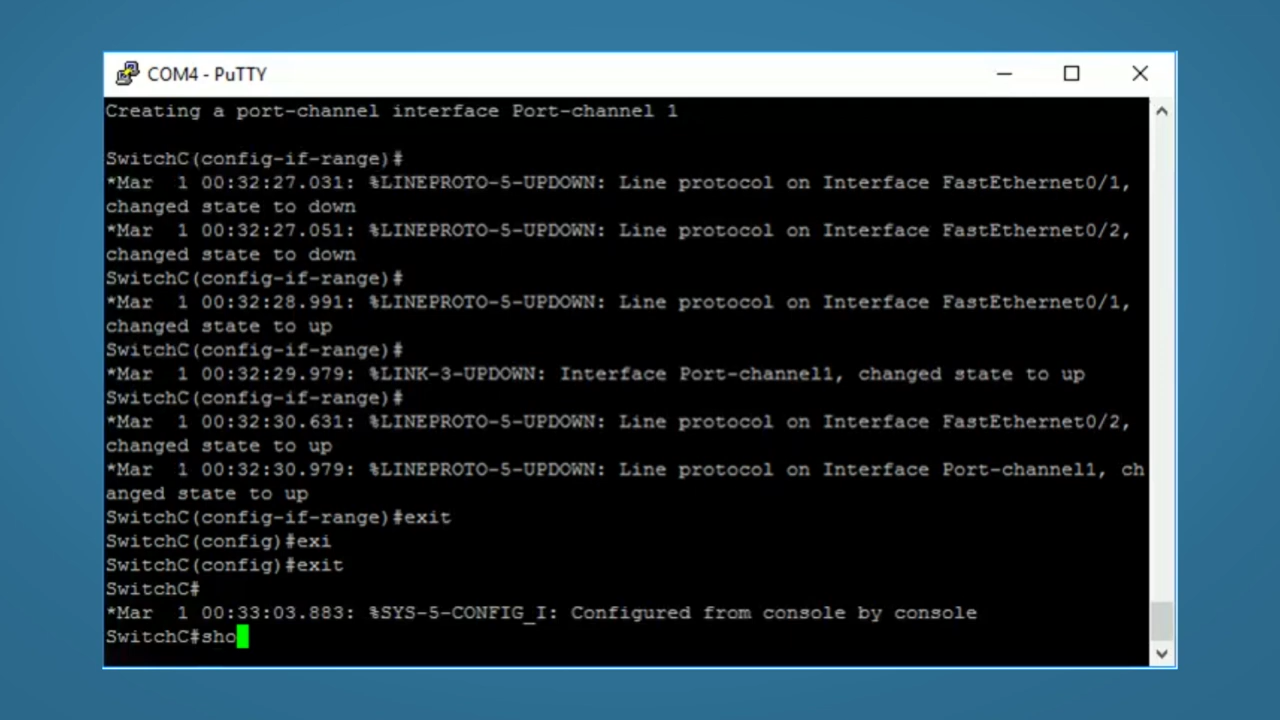 COM4 - PuTTY
Creating a port-channel interface Port-channel 1
SwitchC(config-if-range)#
*Mar  1 00:32:27.031: %LINEPROTO-5-UPDOWN: Line protocol on Interface FastEthernet0/1,
changed state to down
*Mar  1 00:32:27.051: %LINEPROTO-5-UPDOWN: Line protocol on Interface FastEthernet0/2,
changed state to down
SwitchC(config-if-range)#
*Mar  1 00:32:28.991: %LINEPROTO-5-UPDOWN: Line protocol on Interface FastEthernet0/1,
changed state to up
SwitchC(config-if-range)#
*Mar  1 00:32:29.979: %LINK-3-UPDOWN: Interface Port-channel1, changed state to up
SwitchC(config-if-range)#
*Mar  1 00:32:30.631: %LINEPROTO-5-UPDOWN: Line protocol on Interface FastEthernet0/2,
changed state to up
*Mar  1 00:32:30.979: %LINEPROTO-5-UPDOWN: Line protocol on Interface Port-channel1, ch
anged state to up
SwitchC(config-if-range)#exit
SwitchC(config)#exi
SwitchC(config)#exit
SwitchC#
*Mar  1 00:33:03.883: %SYS-5-CONFIG_I: Configured from console by console
SwitchC#sho